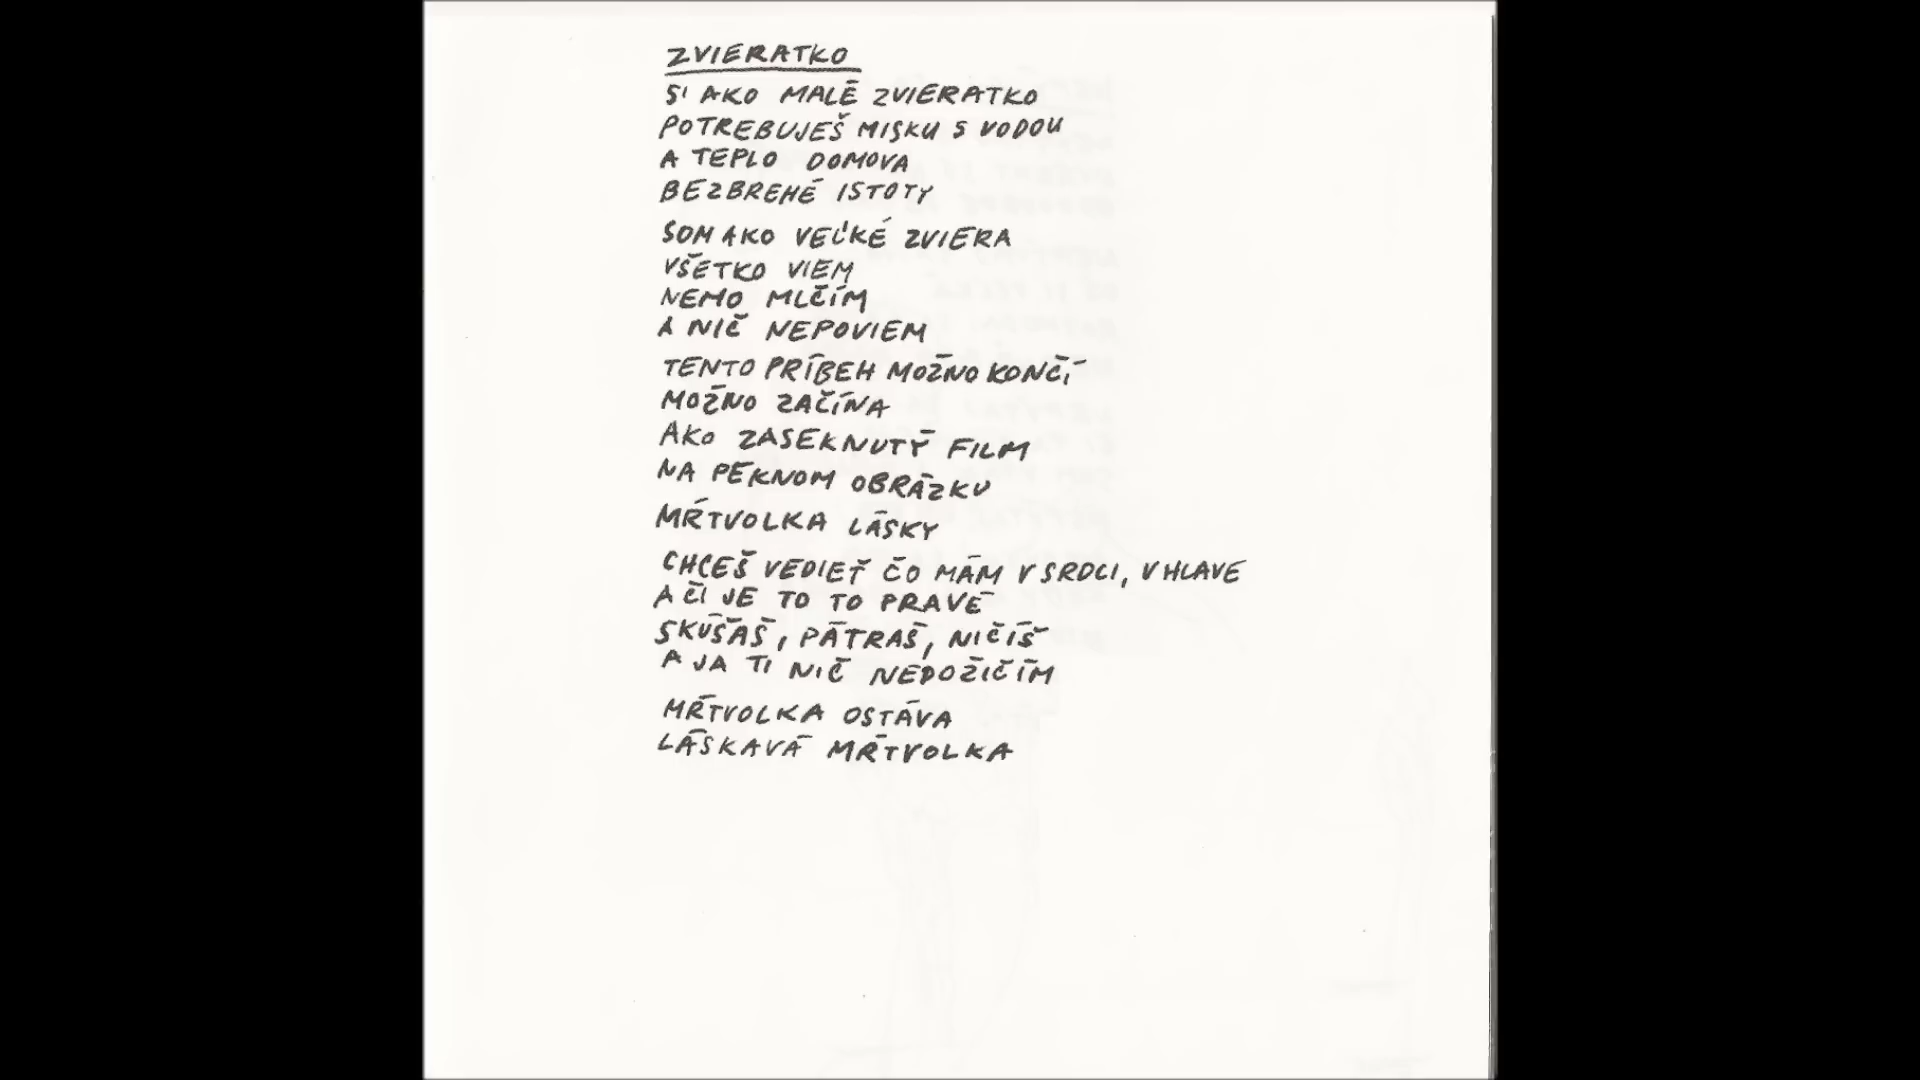 ZVIERATKO
SI AKO MALÉ ZVIERATKO
POTREBUJEŠ MISKU S VODOU
A TEPLO DOMOVA
BEZBREHÉ ISTOTY
SOM AKO VEĽKÉ ZVIERA
VŠETKO VIEM
NEMO MLČÍM
A NIČ NEPOVIEM
TENTO PRÍBEH MOŽNO KONČÍ
MOŽNO ZAČÍNA
AKO ZASEKNUTÝ FILM
NA PEKNOM OBRÁZKU
MŔTVOLKA LÁSKY
CHCEŠ VEDIEŤ ČO MÁM V SRDCI, V HLAVE
A ČI JE TO TO PRAVÉ
SKÚŠAŠ, PÁTRAŠ, NIČÍŠ
A JA TI NIČ NEPOŽIČÍM
MŔTVOLKA OSTÁVA
LÁSKAVÁ MŔTVOLKA